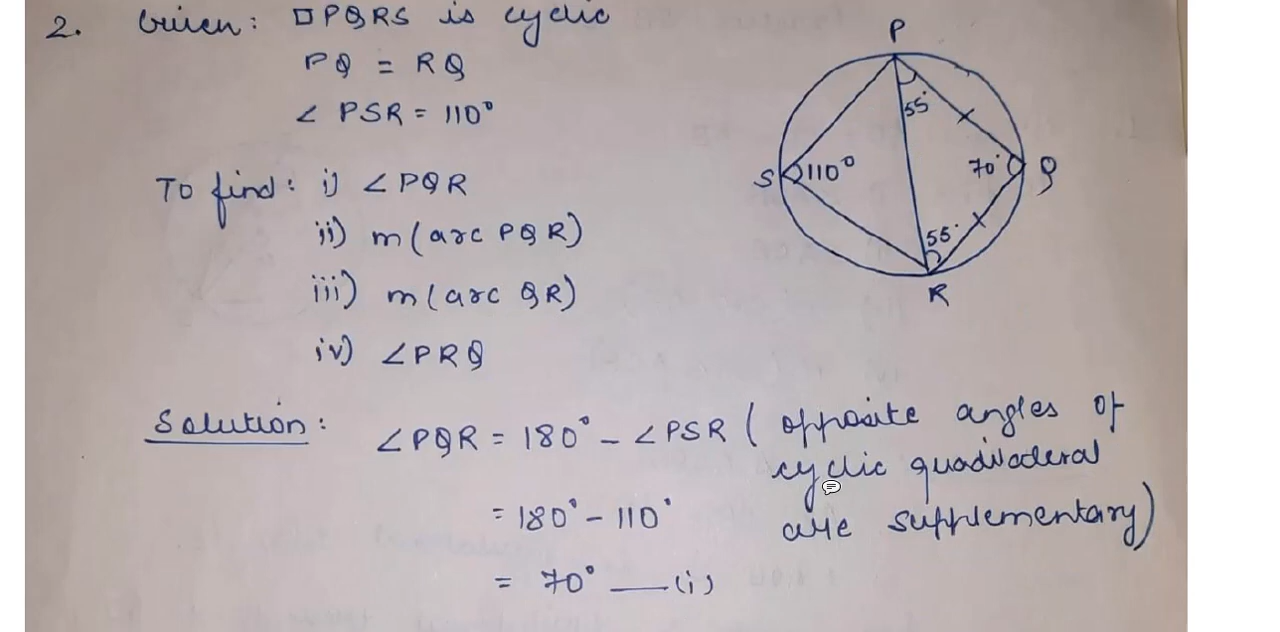 2. Given: □PQRS is cyclic
PQ = RQ
∠ PSR = 110°
To find: i) ∠PQR
ii) m(arc PQR)
iii) m(arc QR)
iv) ∠PRQ
P
55°
S
110°
70°
Q
55°
R
Solution: ∠PQR = 180° - ∠PSR ( opposite angles of
cyclic quadilateral
= 180° - 110° are supplementary)
= 70° — (i)